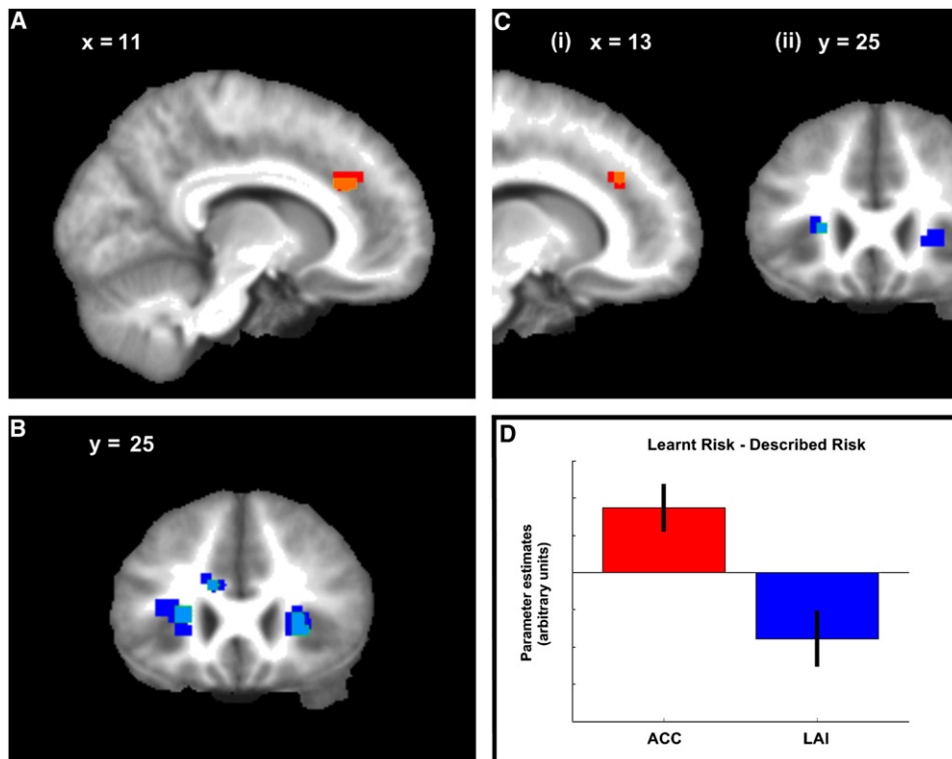 A
x = 11
C
(i) x = 13
(ii) y = 25
B
y = 25
D
Learnt Risk - Described Risk
Parameter estimates
(arbitrary units)
ACC
LAI